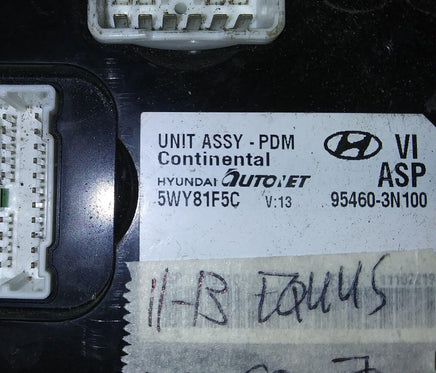 UNIT ASSY - PDM
Continental
HYUNDAI AUTONET
5WY81F5C V:13
VI
ASP
95460-3N100
11-13 EQUUS